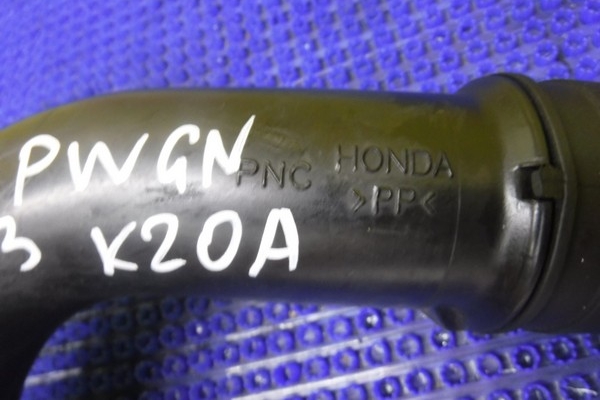 PWGN
3 K20A
PNC HONDA
>PP<